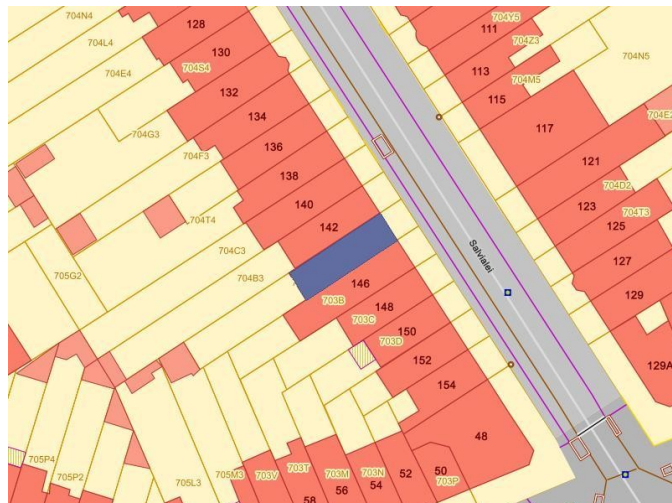 704N4
128
704L4
130
704E4
704S4
132
134
704G3
136
704F3
138
140
704T4
142
704C3
705G2
704B3
146
703B
148
703C
150
703D
152
154
48
705P4
705P2
705L3
705M3
703V
703T
58
703M
56
703N
54
52
50
703P
Salvialei
704Y5
111
704Z3
113
704M5
115
704N5
117
704E2
121
704D2
123
704T3
125
127
129
129A